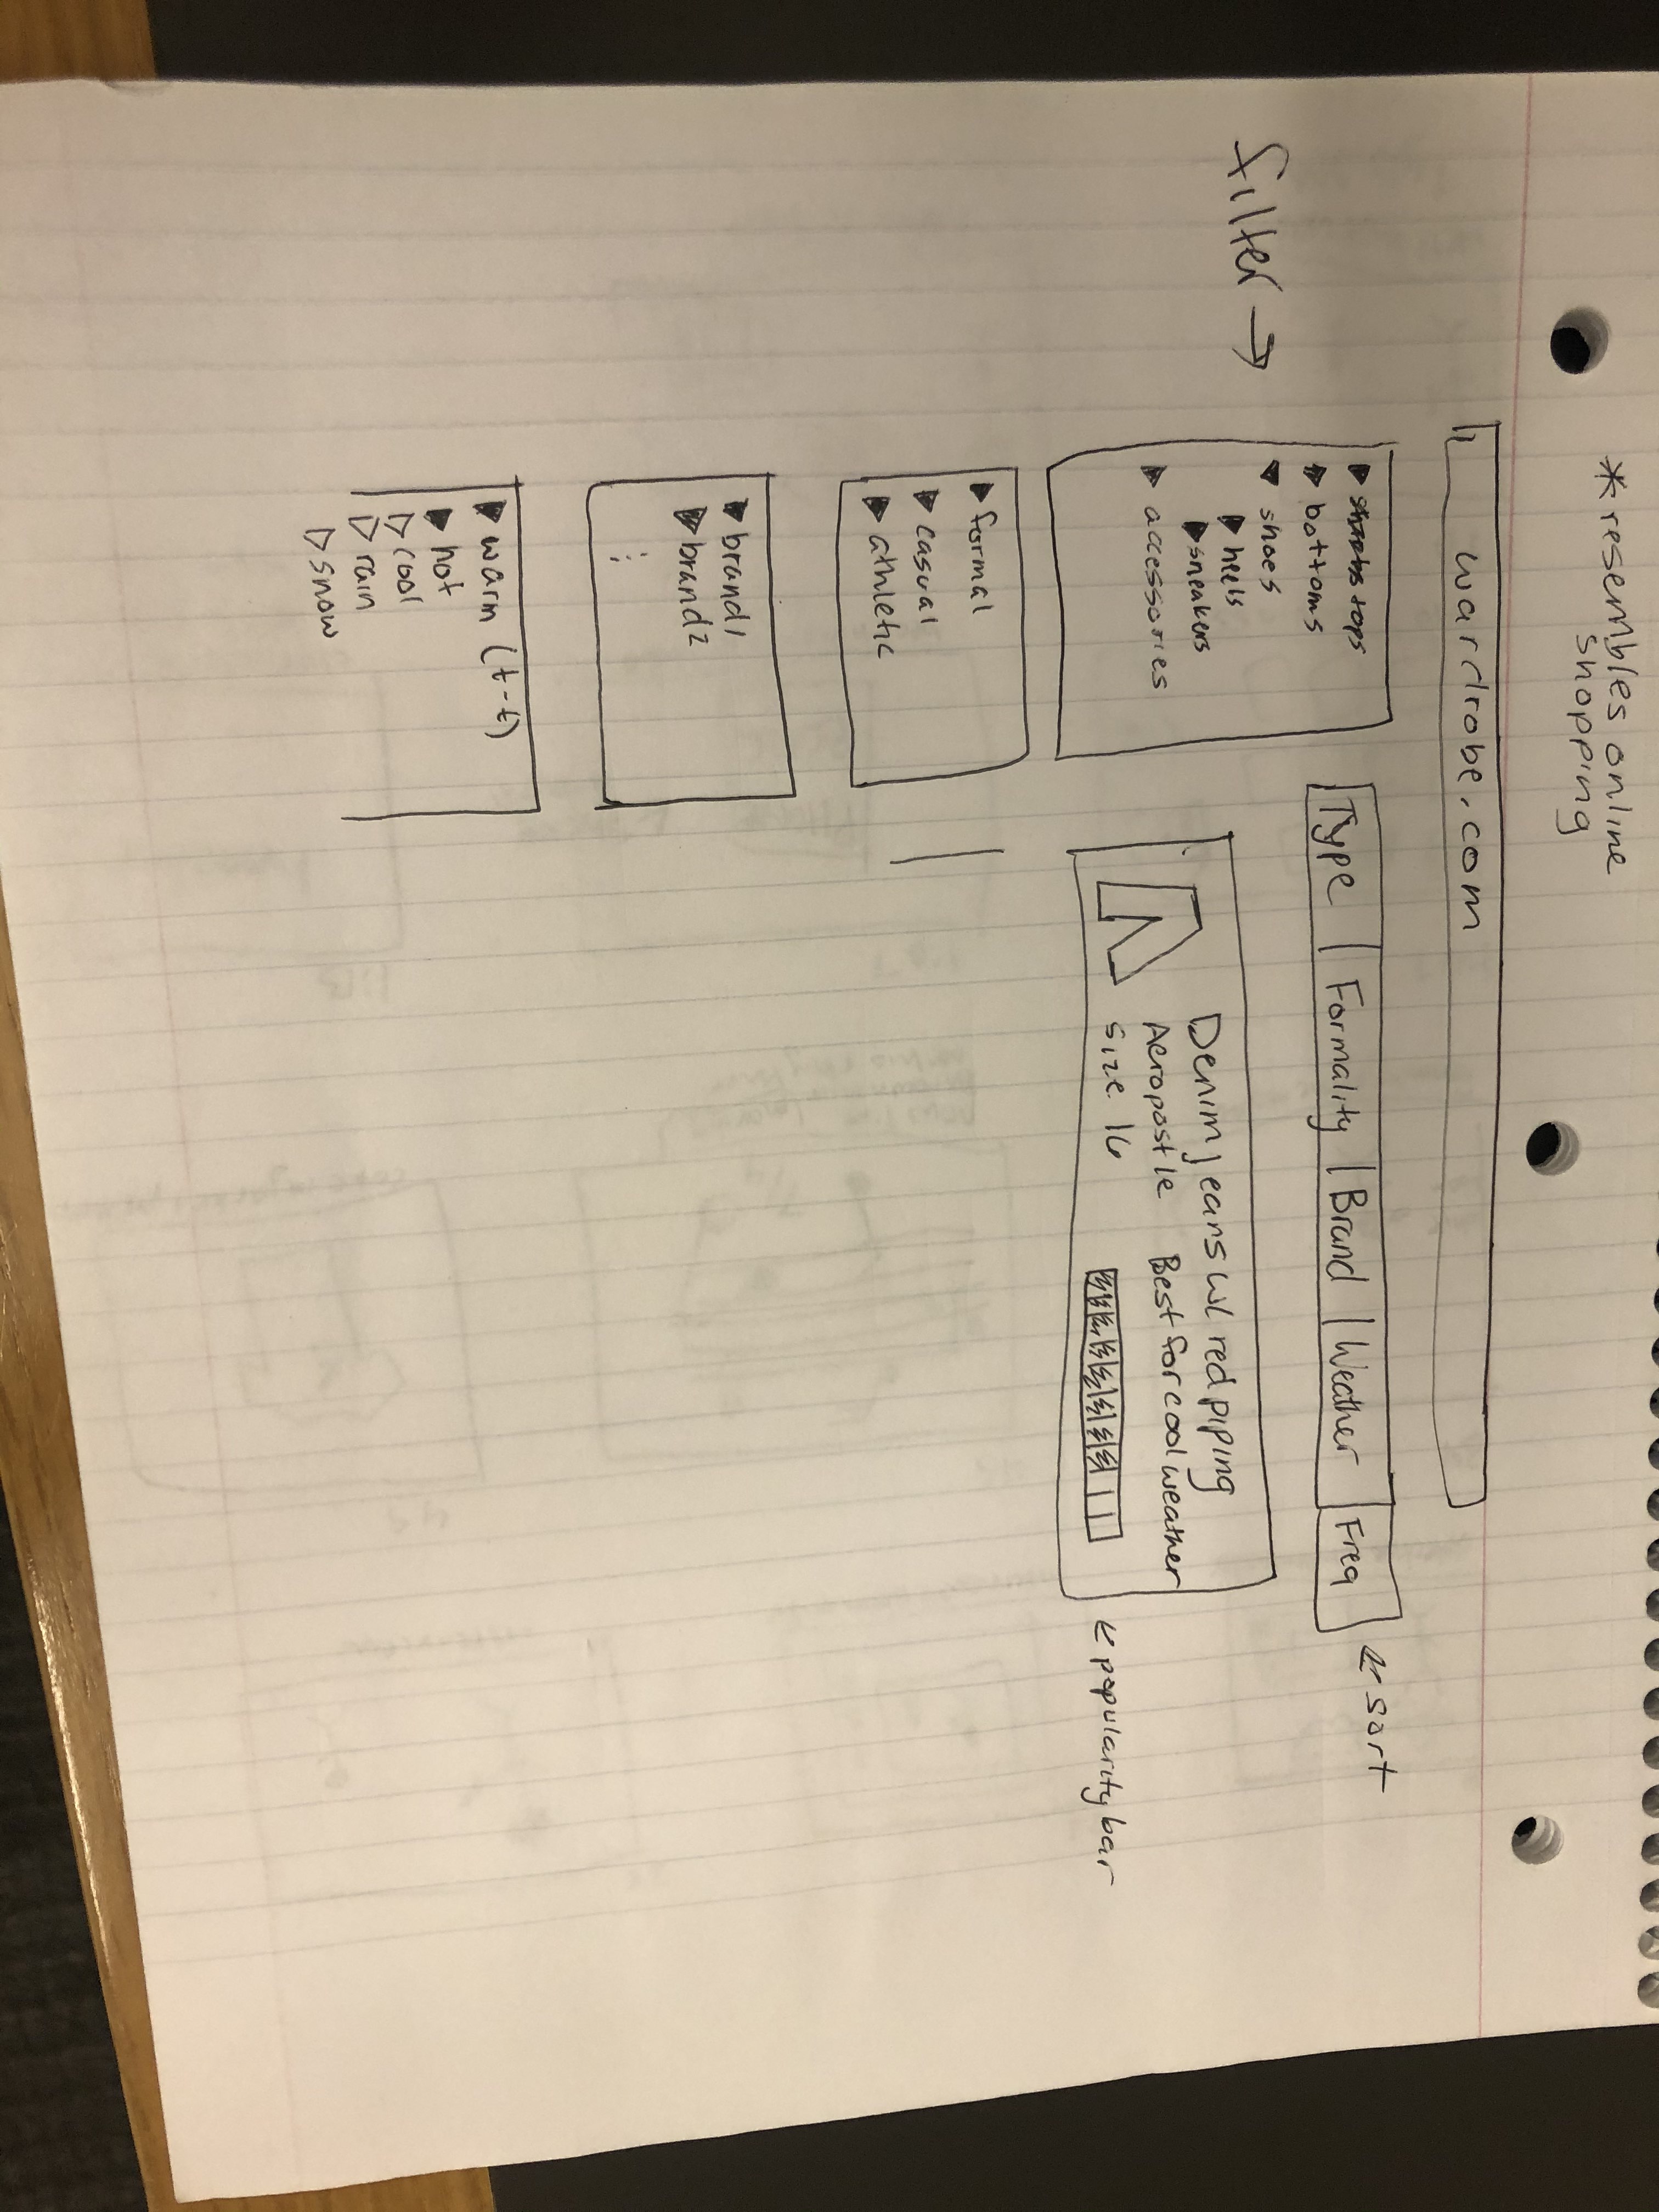 *resembles online
shopping
wardrobe.com
filter →
tops
bottoms
shoes
heels
sneakers
accessories
formal
casual
athletic
brand1
brand2
⋮
warm (t-t)
hot
cool
rain
snow
Type | Formality | Brand | Weather | Freq
← sort
Denim jeans w/ red piping
Aeropostle Best for cool weather
size 16
← popularity bar